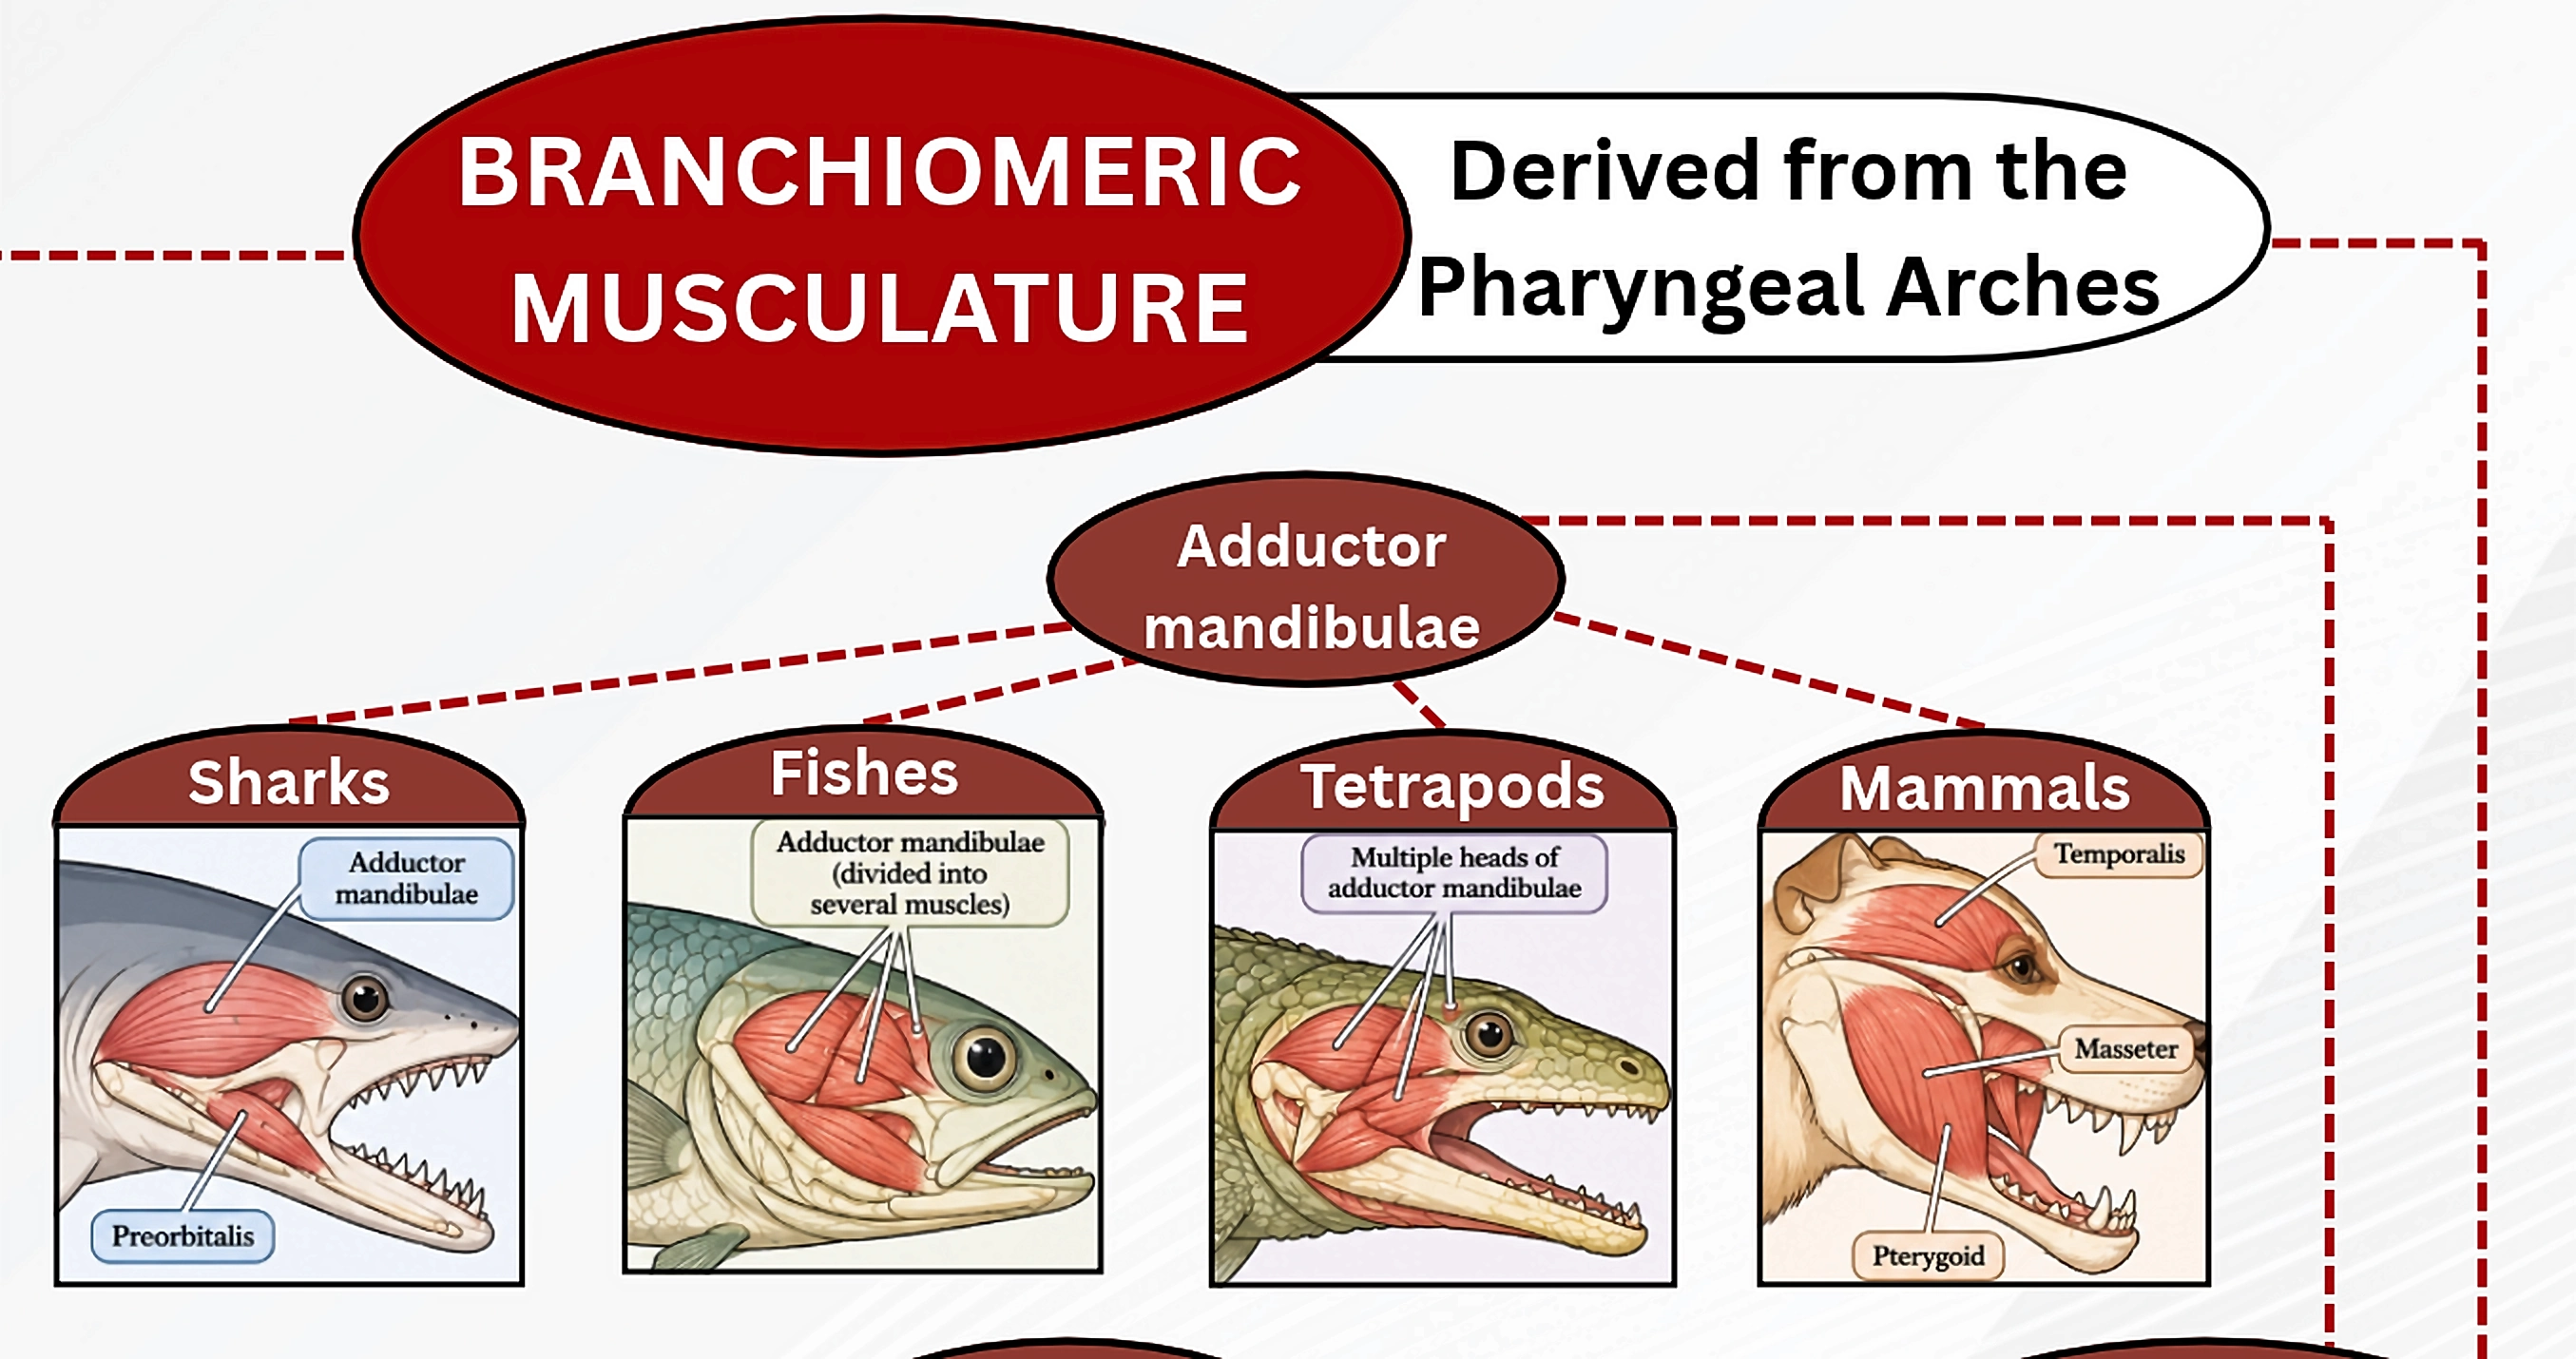 BRANCHIOMERIC
MUSCULATURE
Derived from the
Pharyngeal Arches
Adductor
mandibulae
Sharks
Fishes
Tetrapods
Mammals
Adductor
mandibulae
Preorbitalis
Adductor mandibulae
(divided into
several muscles)
Multiple heads of
adductor mandibulae
Temporalis
Masseter
Pterygoid